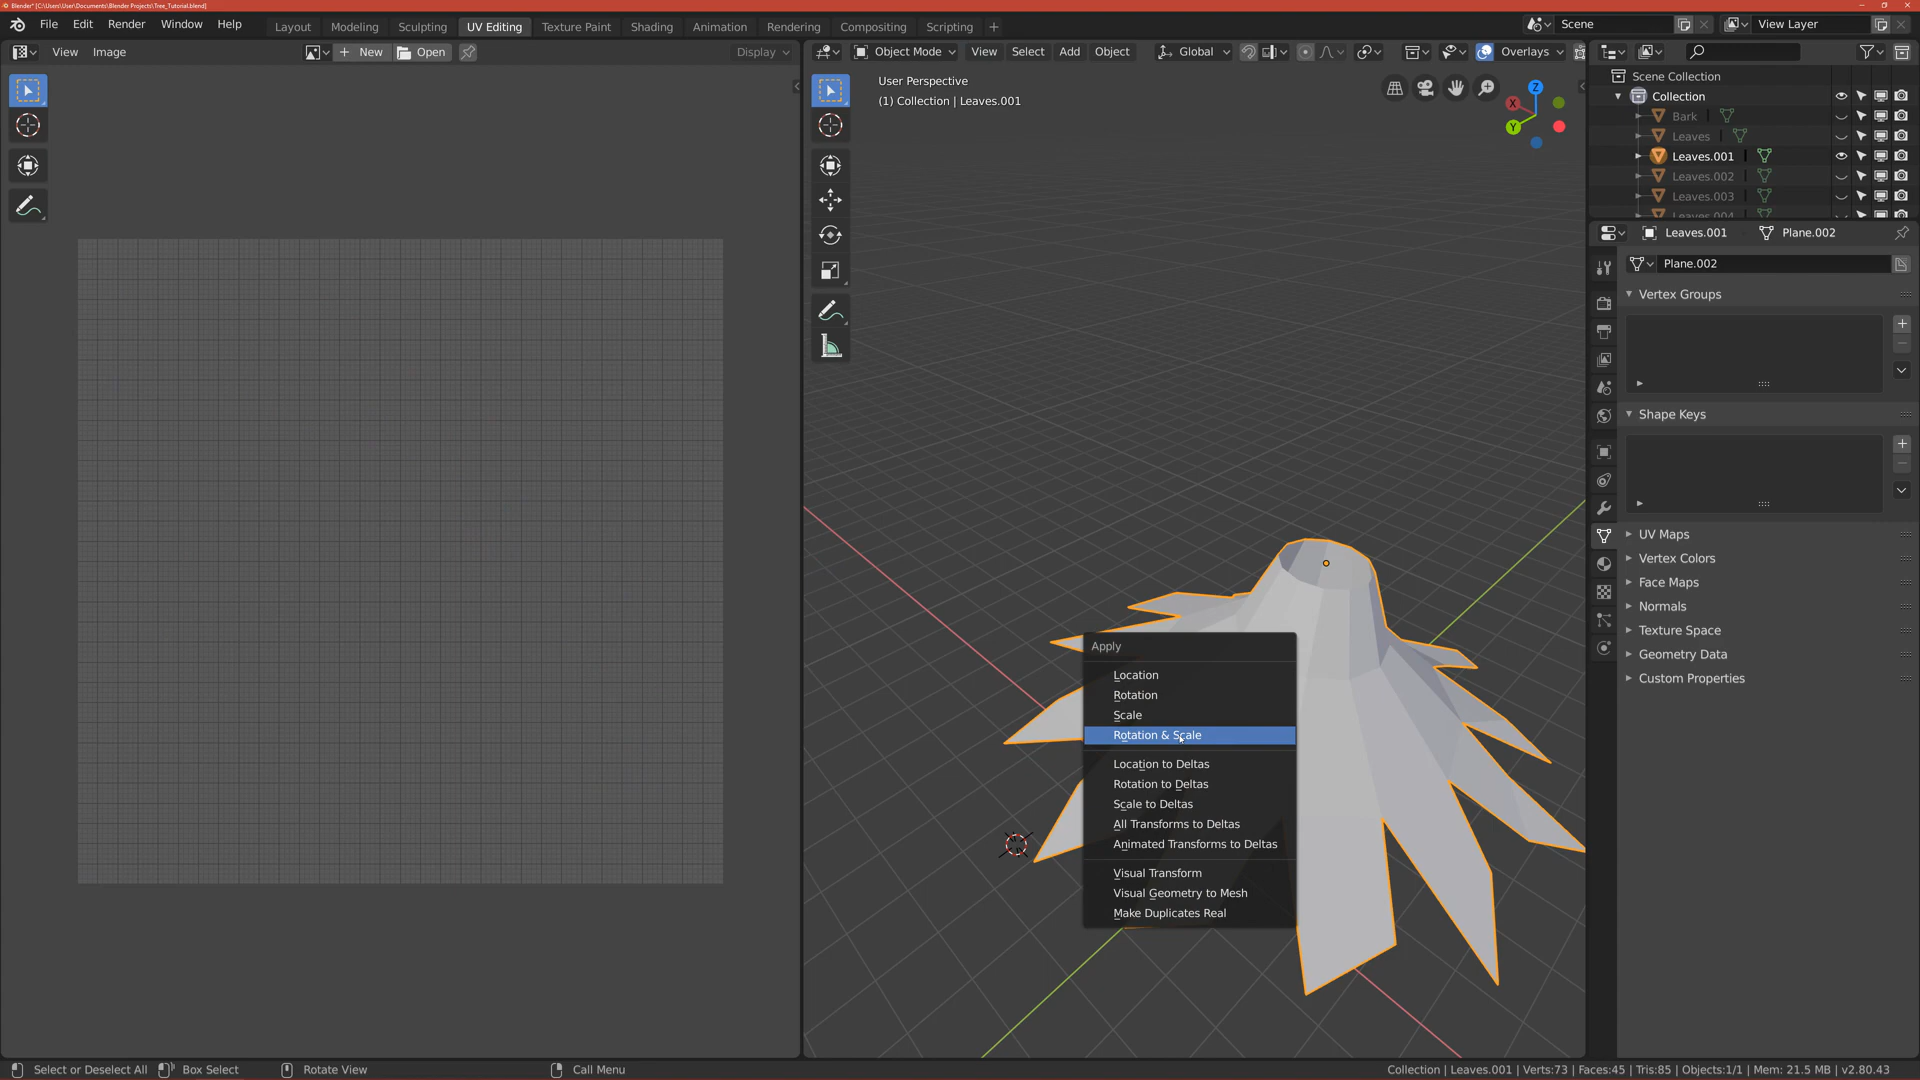 Blender* [C:\Users\User\Documents\Blender Projects\Tree_Tutorial.blend]
File Edit Render Window Help
Layout Modeling Sculpting UV Editing Texture Paint Shading Animation Rendering Compositing Scripting +
Scene
View Layer
View Image
New Open
Display
Object Mode View Select Add Object
Global
Overlays
User Perspective
(1) Collection | Leaves.001
X
Y
Z
Scene Collection
Collection
Bark
Leaves
Leaves.001
Leaves.002
Leaves.003
Leaves.004
Leaves.001 Plane.002
Plane.002
Vertex Groups
Shape Keys
UV Maps
Vertex Colors
Face Maps
Normals
Texture Space
Geometry Data
Custom Properties
Apply
Location
Rotation
Scale
Rotation & Scale
Location to Deltas
Rotation to Deltas
Scale to Deltas
All Transforms to Deltas
Animated Transforms to Deltas
Visual Transform
Visual Geometry to Mesh
Make Duplicates Real
Select or Deselect All Box Select Rotate View Call Menu
Collection | Leaves.001 | Verts:73 | Faces:45 | Tris:85 | Objects:1/1 | Mem: 21.5 MB | v2.80.43